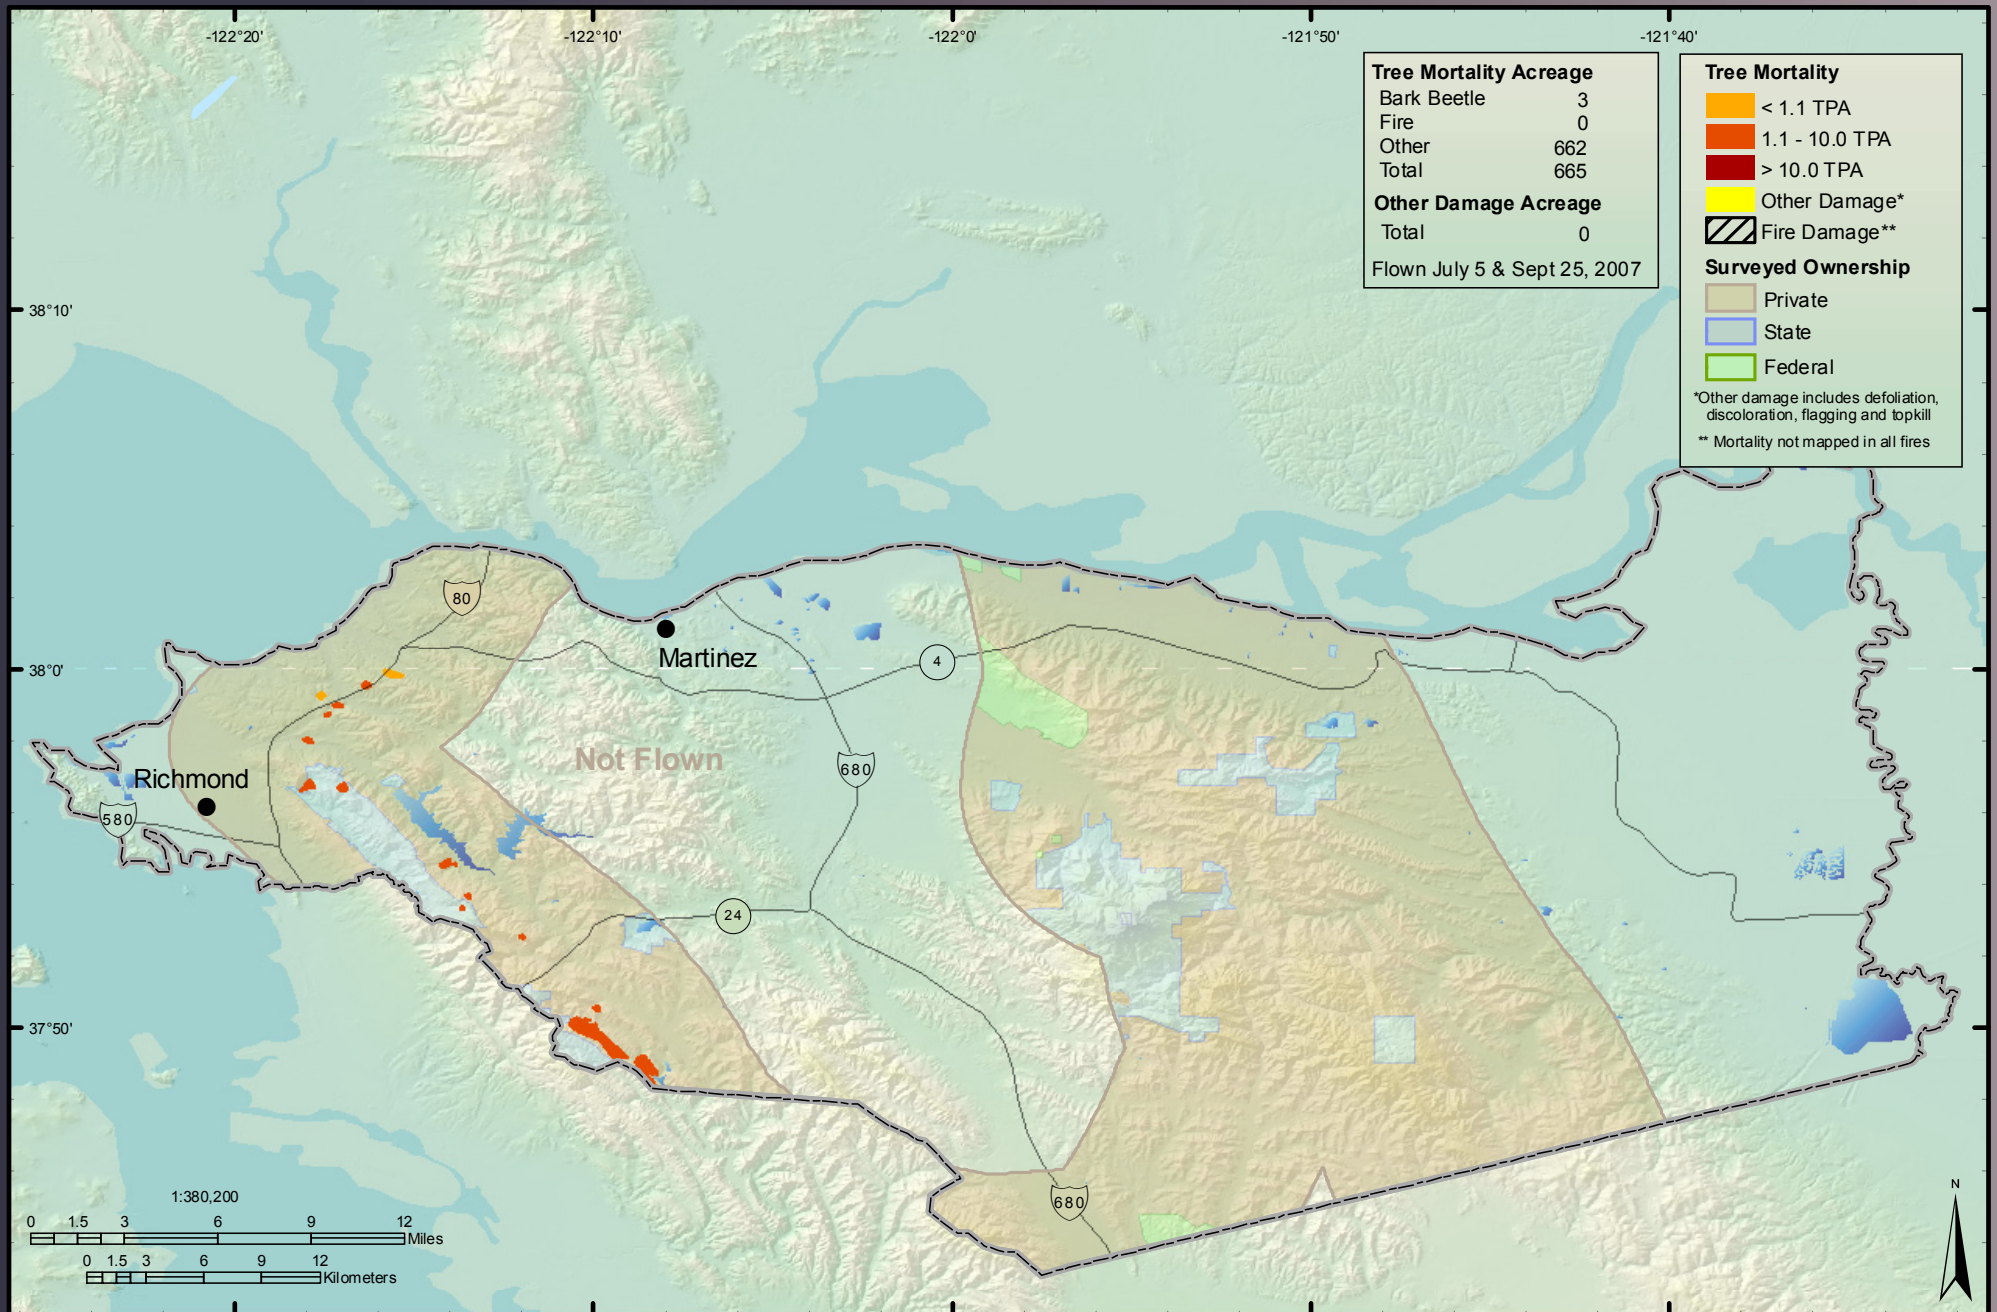 -122°20'
-122°10'
-122°0'
-121°50'
-121°40'
Tree Mortality Acreage
Bark Beetle 3
Fire 0
Other 662
Total 665
Other Damage Acreage
Total 0
Flown July 5 & Sept 25, 2007
Tree Mortality
< 1.1 TPA
1.1 - 10.0 TPA
> 10.0 TPA
Other Damage*
Fire Damage**
Surveyed Ownership
Private
State
Federal
*Other damage includes defoliation,
discoloration, flagging and topkill
** Mortality not mapped in all fires
38°10'
80
Martinez
4
38°0'
Not Flown
680
Richmond
580
24
37°50'
680
1:380,200
0 1.5 3 6 9 12
Miles
0 1.5 3 6 9 12
Kilometers
N